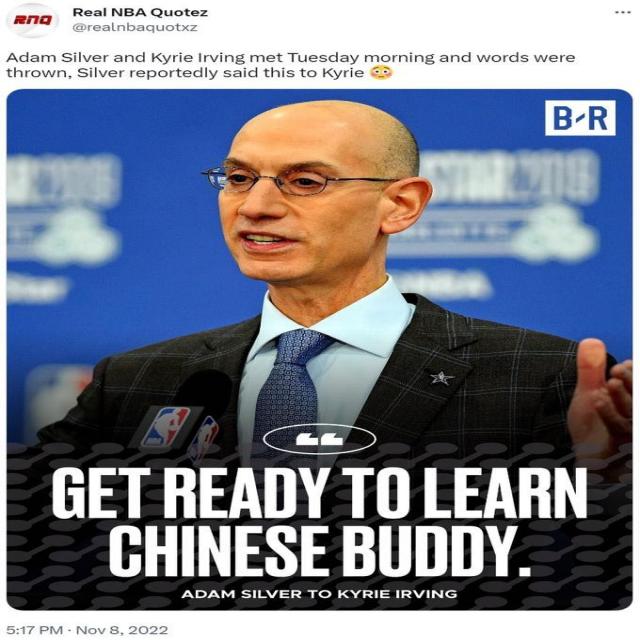 RNQ
Real NBA Quotez
@realnbaquotxz
Adam Silver and Kyrie Irving met Tuesday morning and words were
thrown, Silver reportedly said this to Kyrie 😳
B-R
GET READY TO LEARN
CHINESE BUDDY.
ADAM SILVER TO KYRIE IRVING
5:17 PM · Nov 8, 2022